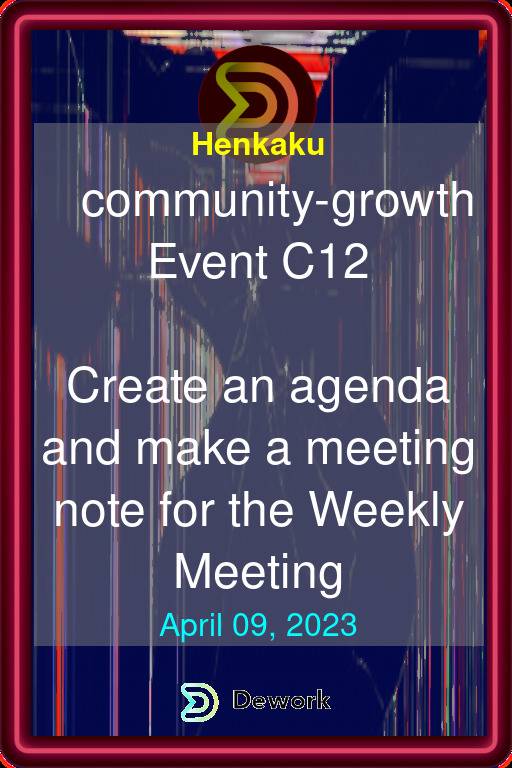 Henkaku
community-growth
Event C12
Create an agenda
and make a meeting
note for the Weekly
Meeting
April 09, 2023
Dework